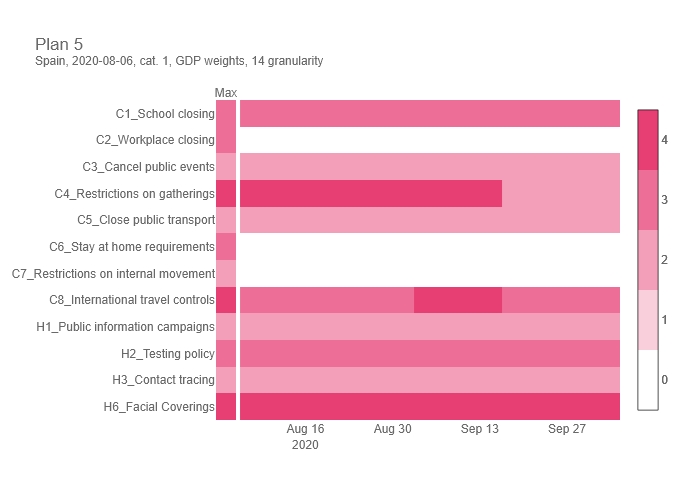 Plan 5
Spain, 2020-08-06, cat. 1, GDP weights, 14 granularity
Max
C1_School closing
C2_Workplace closing
C3_Cancel public events
C4_Restrictions on gatherings
C5_Close public transport
C6_Stay at home requirements
C7_Restrictions on internal movement
C8_International travel controls
H1_Public information campaigns
H2_Testing policy
H3_Contact tracing
H6_Facial Coverings
Aug 16 Aug 30 Sep 13 Sep 27
2020
4
3
2
1
0